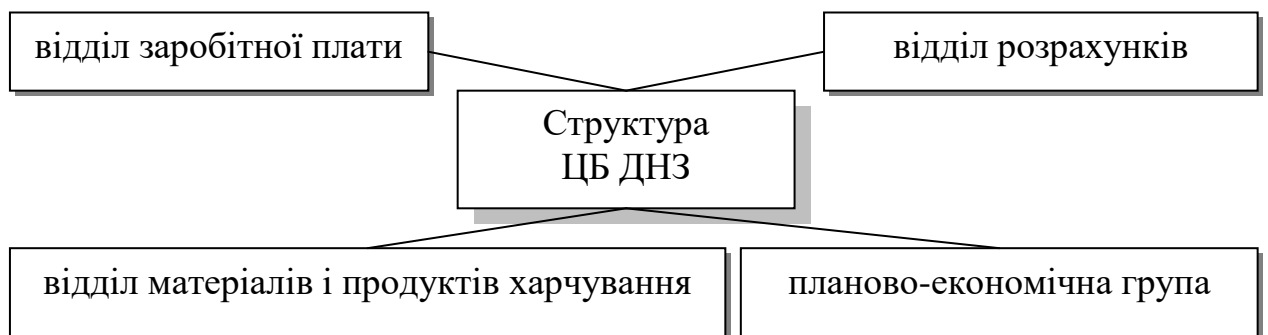 відділ заробітної плати
відділ розрахунків
Структура
ЦБ ДНЗ
відділ матеріалів і продуктів харчування
планово-економічна група